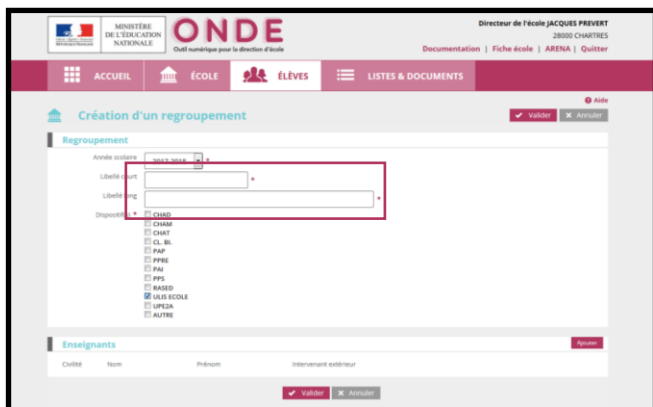 MINISTÈRE
DE L'ÉDUCATION
NATIONALE
ONDE
Outil numérique pour la direction d'école
Directeur de l'école JACQUES PREVERT
28000 CHARTRES
Documentation | Fiche école | ARENA | Quitter
ACCUEIL ÉCOLE ÉLÈVES LISTES & DOCUMENTS
Aide
Création d'un regroupement
Valider Annuler
Regroupement
Année scolaire 2017-2018 *
Libellé court *
Libellé long *
Dispositif(s) * CHAD
CHAM
CHAT
CL. BI.
PAP
PPRE
PAI
PPS
RASED
ULIS ECOLE
UPE2A
AUTRE
Enseignants Ajouter
Civilité Nom Prénom Intervenant extérieur
Valider Annuler